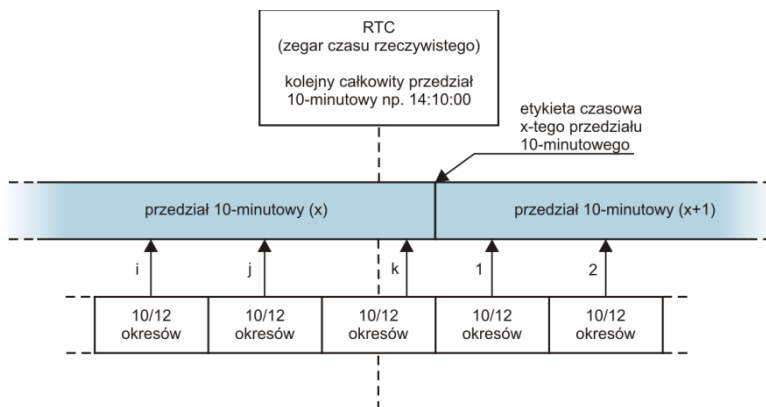 RTC
(zegar czasu rzeczywistego)
kolejny całkowity przedział
10-minutowy np. 14:10:00
etykieta czasowa
x-tego przedziału
10-minutowego
przedział 10-minutowy (x)
przedział 10-minutowy (x+1)
i
j
k
1
2
10/12
okresów
10/12
okresów
10/12
okresów
10/12
okresów
10/12
okresów